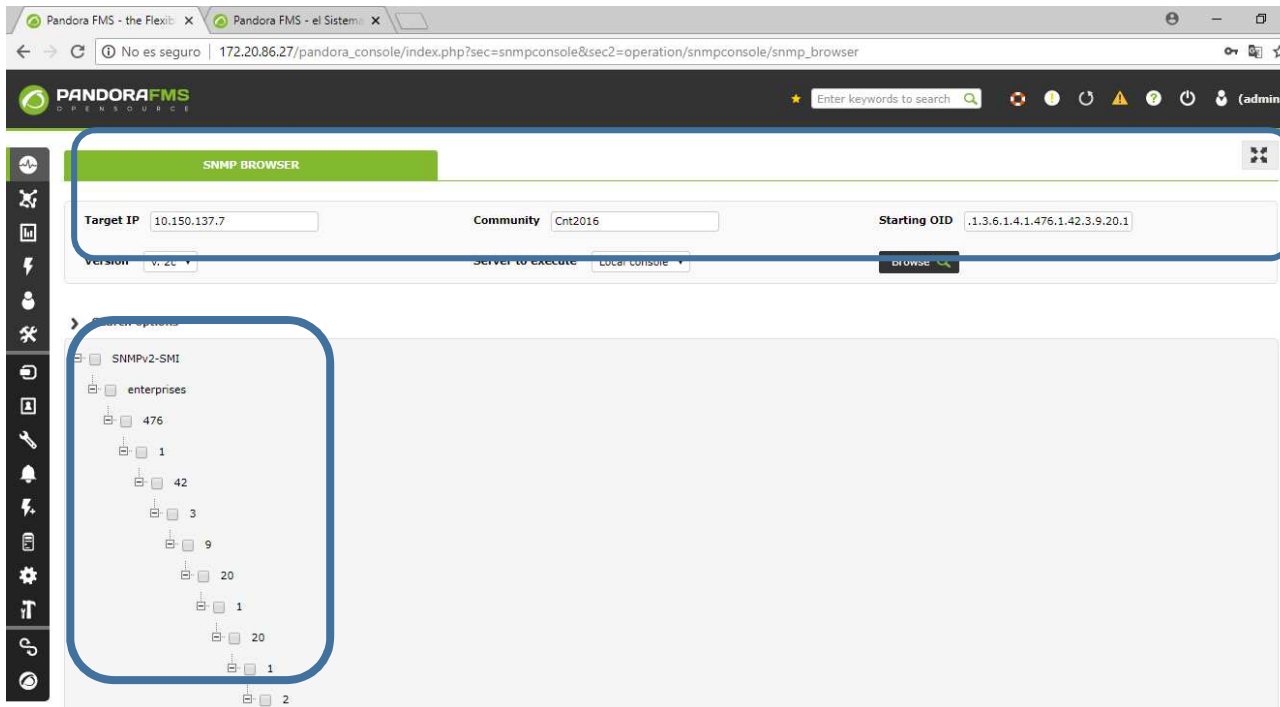 Pandora FMS - the Flexib
Pandora FMS - el Sistema
No es seguro | 172.20.86.27/pandora_console/index.php?sec=snmpconsole&sec2=operation/snmpconsole/snmp_browser
PANDORAFMS
OPENSOURCE
Enter keywords to search
(admin
SNMP BROWSER
Target IP 10.150.137.7 Community Cnt2016 Starting OID .1.3.6.1.4.1.476.1.42.3.9.20.1
Version v. 2c Server to execute Local console Browse
Search options
SNMPv2-SMI
enterprises
476
1
42
3
9
20
1
20
1
2